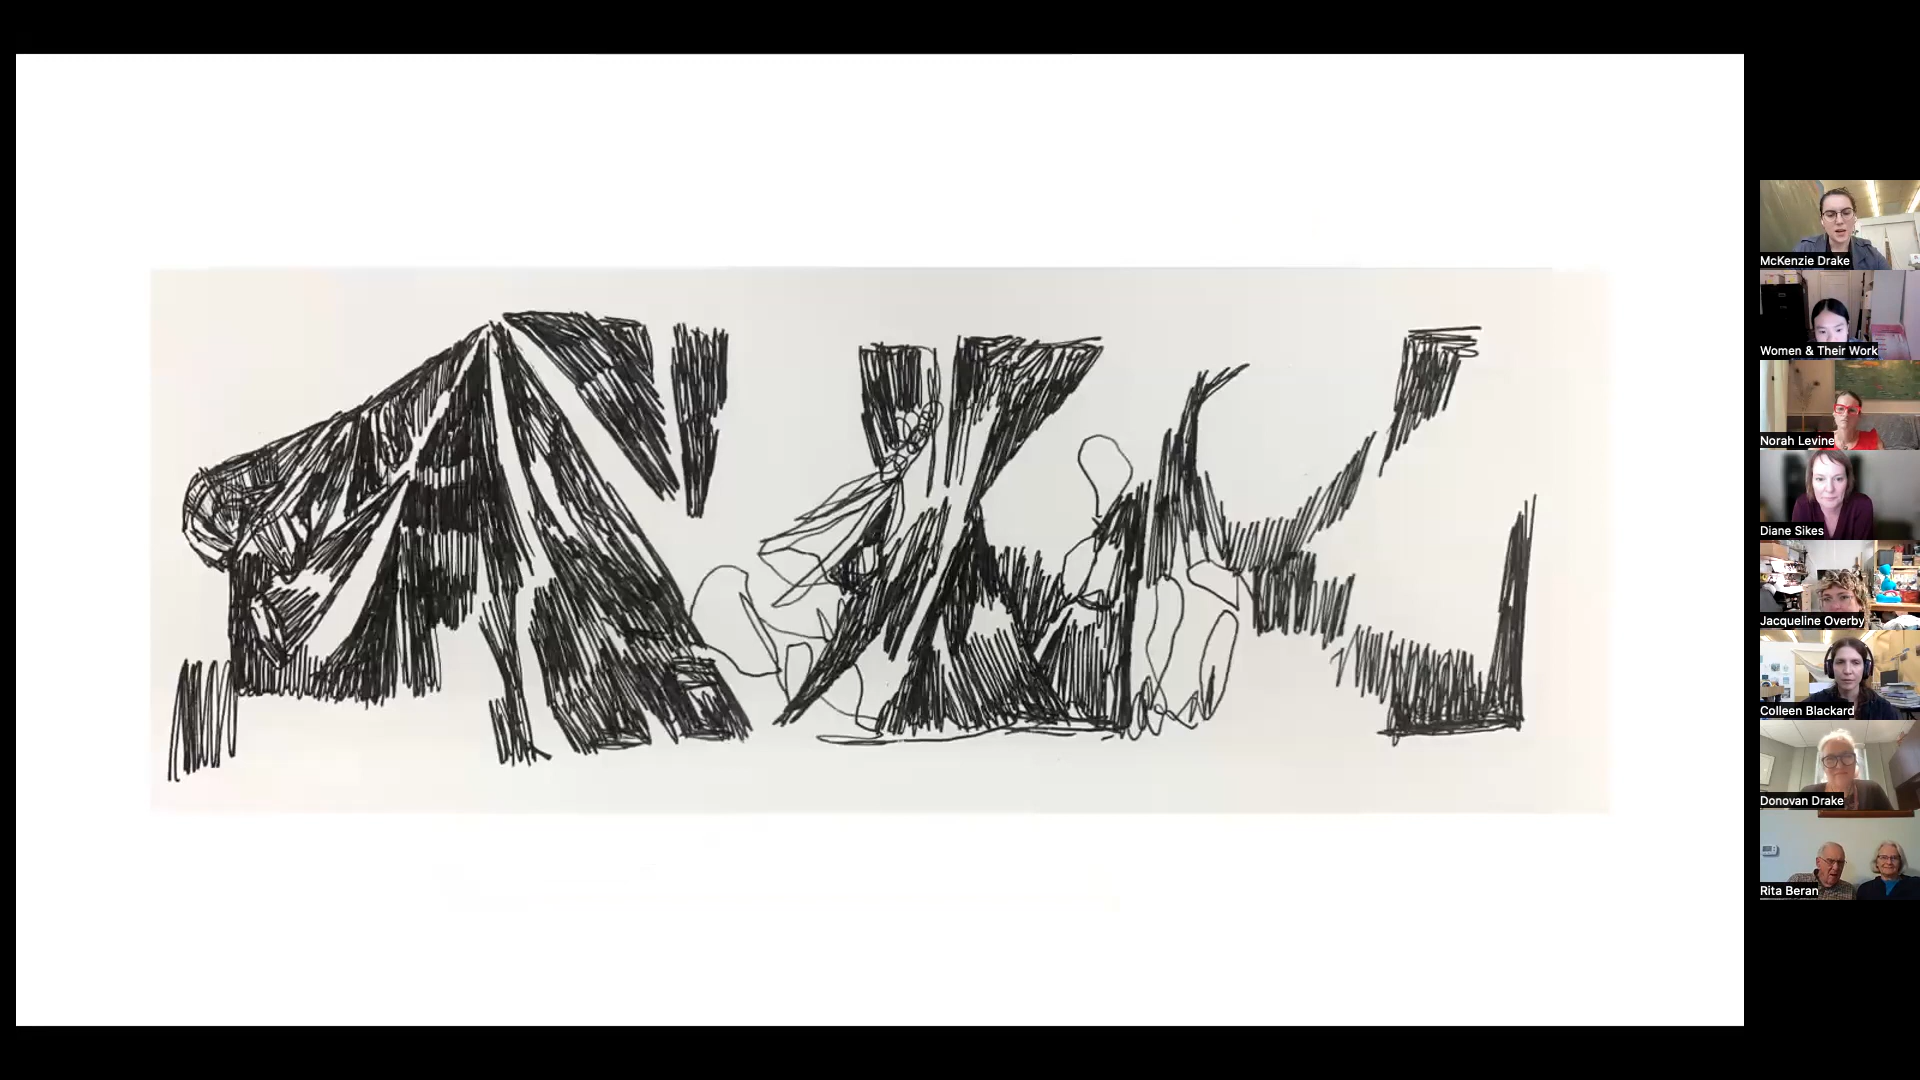 McKenzie Drake
Women & Their Work
Norah Levine
Diane Sikes
Jacqueline Overby
Colleen Blackard
Donovan Drake
Rita Beran